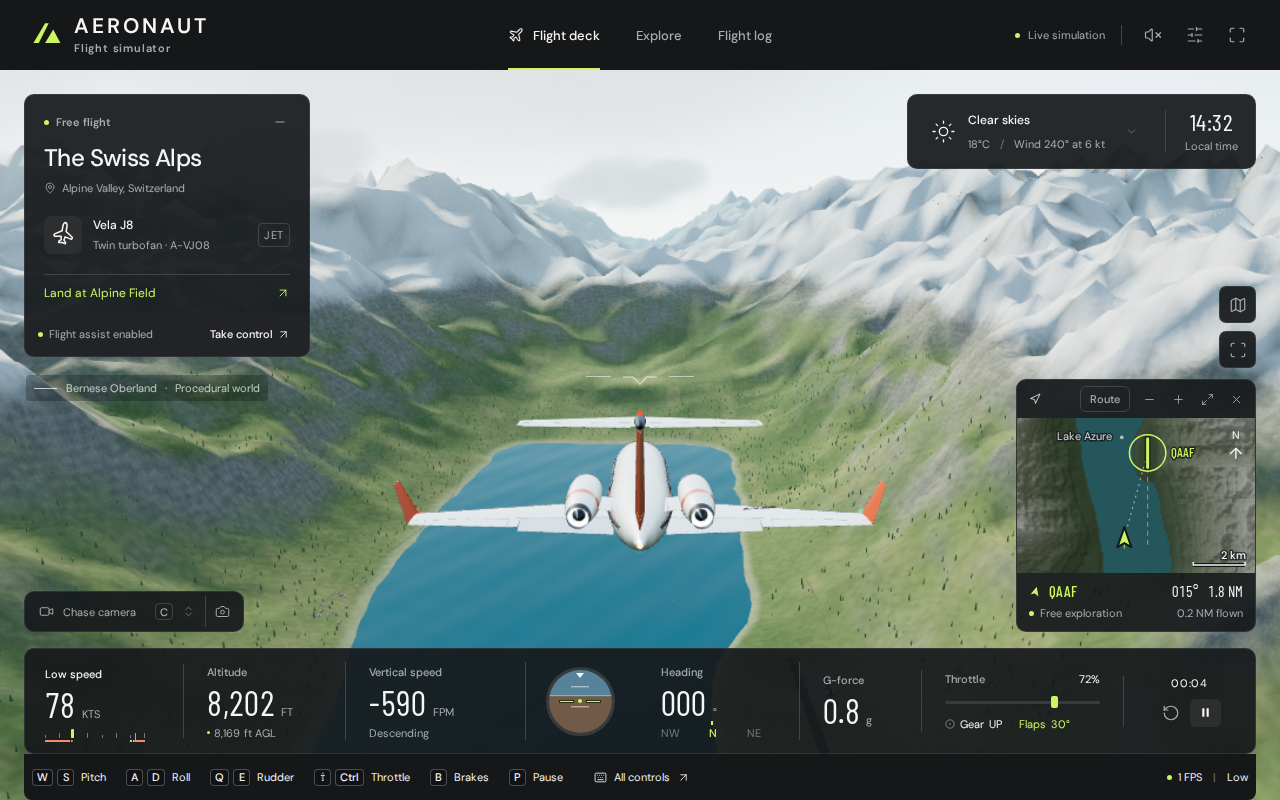 AERONAUT
Flight simulator
Flight deck
Explore
Flight log
Live simulation
Free flight
The Swiss Alps
Alpine Valley, Switzerland
Vela J8
Twin turbofan · A-VJ08
JET
Land at Alpine Field
Flight assist enabled
Take control
Bernese Oberland · Procedural world
Clear skies
18°C / Wind 240° at 6 kt
14:32
Local time
Route
Lake Azure
N
QAAF
2 km
QAAF 015° 1.8 NM
Free exploration 0.2 NM flown
Chase camera C
Low speed
78 KTS
Altitude
8,202 FT
8,169 ft AGL
Vertical speed
-590 FPM
Descending
Heading
000°
NW N NE
G-force
0.8 g
Throttle 72%
Gear UP Flaps 30°
00:04
W S Pitch A D Roll Q E Rudder ⇧ Ctrl Throttle B Brakes P Pause All controls
1 FPS | Low